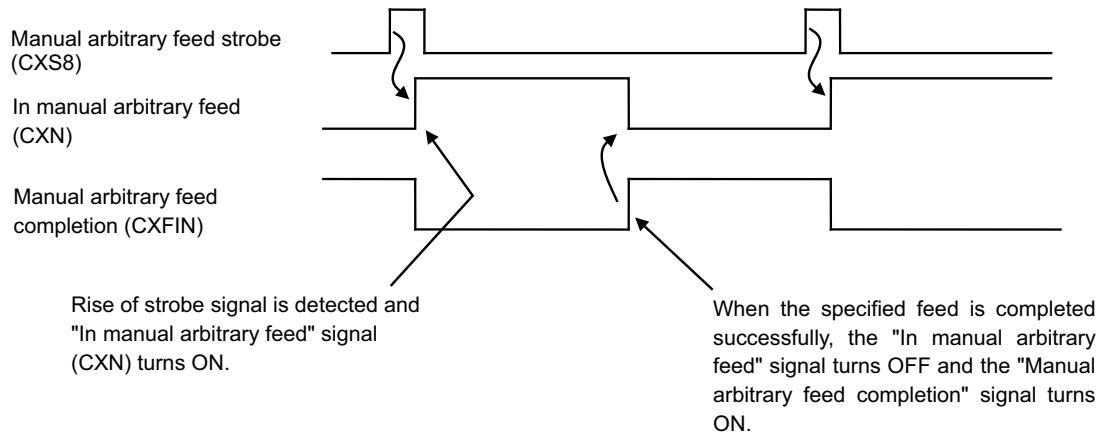 Manual arbitrary feed strobe
(CXS8)
In manual arbitrary feed
(CXN)
Manual arbitrary feed
completion (CXFIN)
Rise of strobe signal is detected and
"In manual arbitrary feed" signal
(CXN) turns ON.
When the specified feed is completed
successfully, the "In manual arbitrary
feed" signal turns OFF and the "Manual
arbitrary feed completion" signal turns
ON.